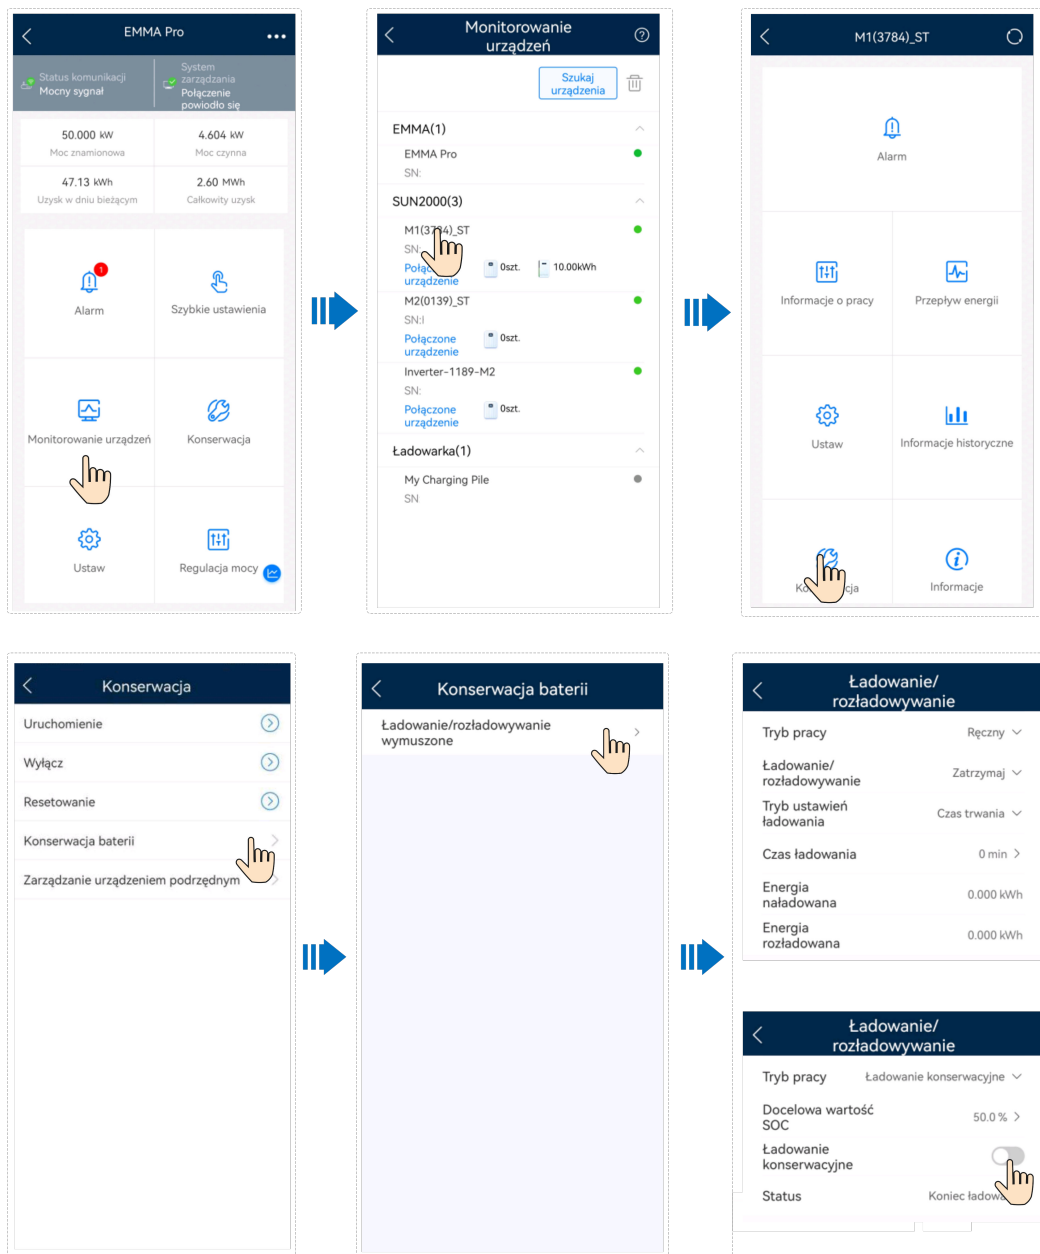 EMMA Pro
Status komunikacji
Mocny sygnał
System
zarządzania
Połączenie
powiodło się
50.000 kW
Moc znamionowa
4.604 kW
Moc czynna
47.13 kWh
Uzysk w dniu bieżącym
2.60 MWh
Całkowity uzysk
1
Alarm
Szybkie ustawienia
Monitorowanie urządzeń
Konserwacja
Ustaw
Regulacja mocy
Monitorowanie
urządzeń
Szukaj
urządzenia
EMMA(1)
EMMA Pro
SN:
SUN2000(3)
M1(3784)_ST
SN:
urządzenie
0szt.
10.00kWh
M2(0139)_ST
SN:
Połączone
urządzenie
0szt.
Inverter-1189-M2
SN:
Połączone
urządzenie
0szt.
Ładowarka(1)
My Charging Pile
SN
M1(3784)_ST
Alarm
Informacje o pracy
Przepływ energii
Ustaw
Informacje historyczne
Informacje
Konserwacja
Uruchomienie
Wyłącz
Resetowanie
Konserwacja baterii
Zarządzanie urządzeniem podrzędnym
Konserwacja baterii
Ładowanie/rozładowywanie
wymuszone
Ładowanie/
rozładowywanie
Tryb pracy
Ręczny
Ładowanie/
rozładowywanie
Zatrzymaj
Tryb ustawień
ładowania
Czas trwania
Czas ładowania
0 min
Energia
naładowana
0.000 kWh
Energia
rozładowana
0.000 kWh
Ładowanie/
rozładowywanie
Tryb pracy
Ładowanie konserwacyjne
Docelowa wartość
SOC
50.0 %
Ładowanie
konserwacyjne
Status
Koniec